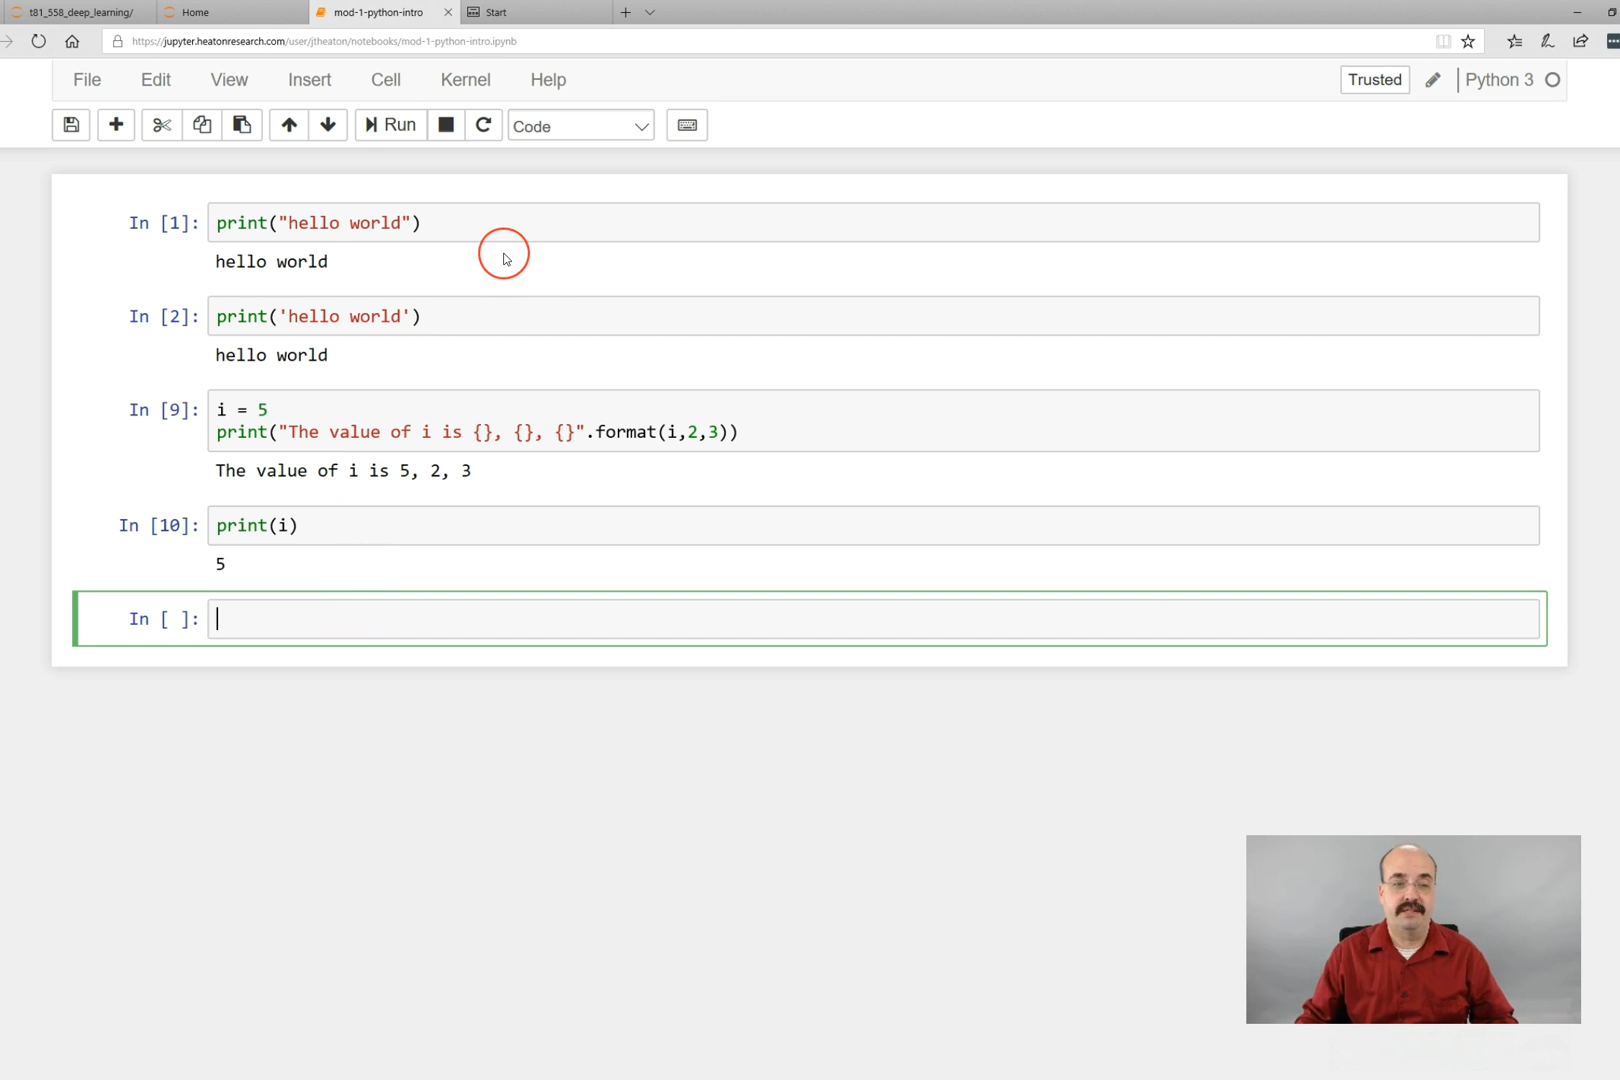 t81_558_deep_learning/
Home
mod-1-python-intro
Start
https://jupyter.heatonresearch.com/user/jtheaton/notebooks/mod-1-python-intro.ipynb
File Edit View Insert Cell Kernel Help
Trusted
Python 3
Run
Code
In [1]: print("hello world")
hello world
In [2]: print('hello world')
hello world
In [9]: i = 5
print("The value of i is {}, {}, {}".format(i,2,3))
The value of i is 5, 2, 3
In [10]: print(i)
5
In [ ]: